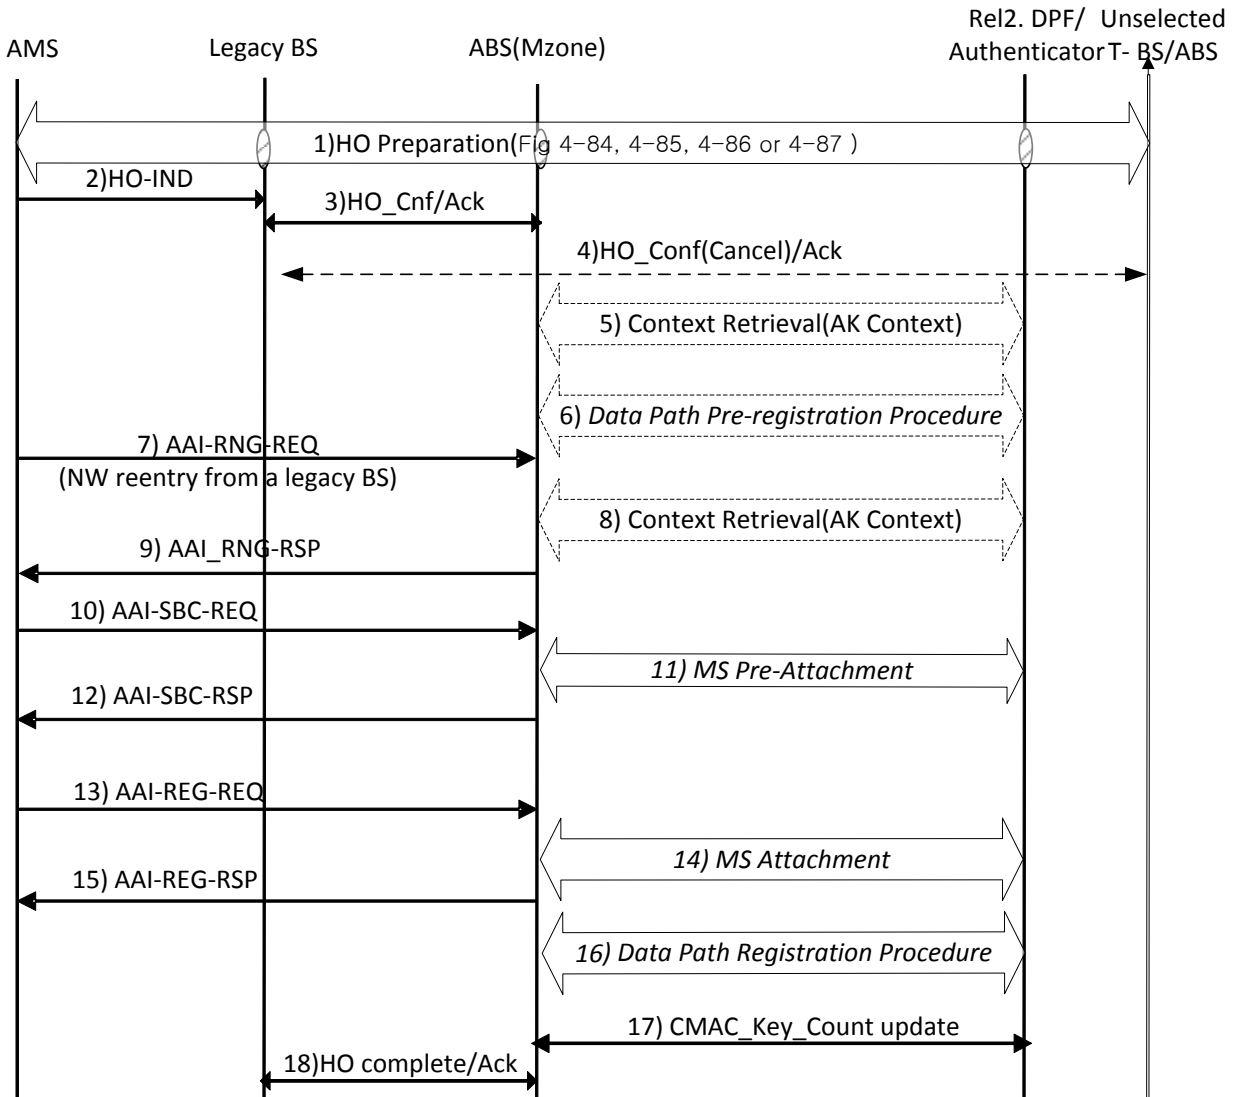 AMS
Legacy BS
ABS(Mzone)
Rel2. DPF/
Authenticator
Unselected
T- BS/ABS
1)HO Preparation(Fig 4-84, 4-85, 4-86 or 4-87 )
2)HO-IND
3)HO_Cnf/Ack
4)HO_Conf(Cancel)/Ack
5) Context Retrieval(AK Context)
6) Data Path Pre-registration Procedure
7) AAI-RNG-REQ
(NW reentry from a legacy BS)
8) Context Retrieval(AK Context)
9) AAI_RNG-RSP
10) AAI-SBC-REQ
11) MS Pre-Attachment
12) AAI-SBC-RSP
13) AAI-REG-REQ
14) MS Attachment
15) AAI-REG-RSP
16) Data Path Registration Procedure
17) CMAC_Key_Count update
18)HO complete/Ack